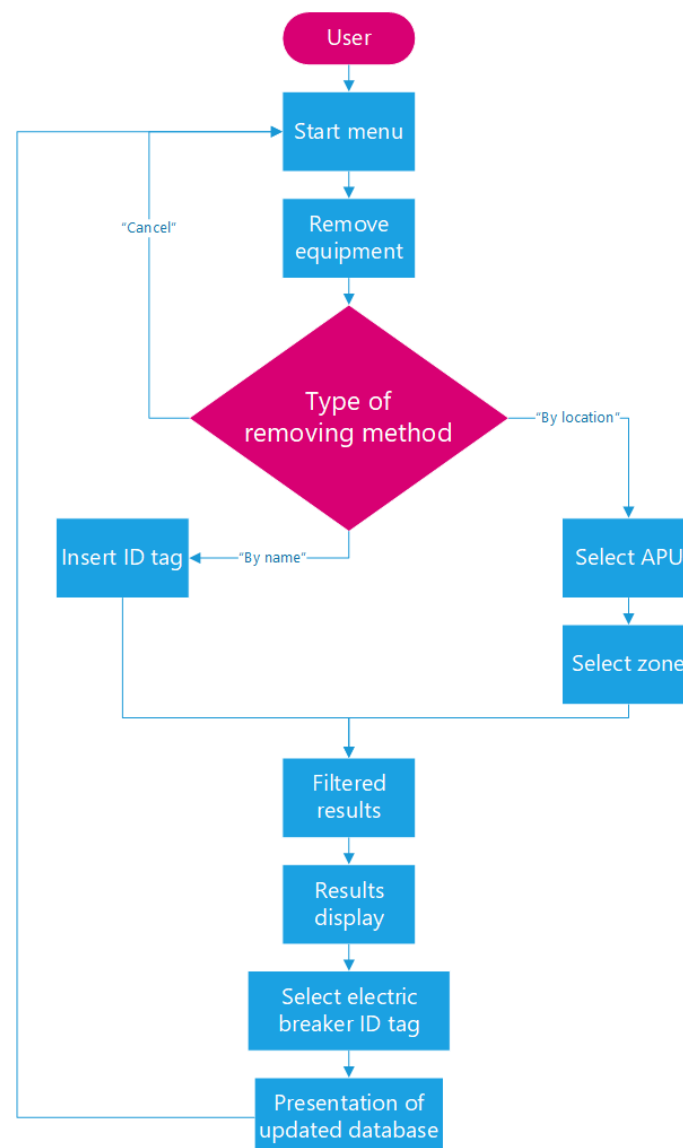 User
Start menu
“Cancel”
Remove
equipment
Type of
removing method
“By location”
Insert ID tag
“By name”
Select APU
Select zone
Filtered
results
Results
display
Select electric
breaker ID tag
Presentation of
updated database